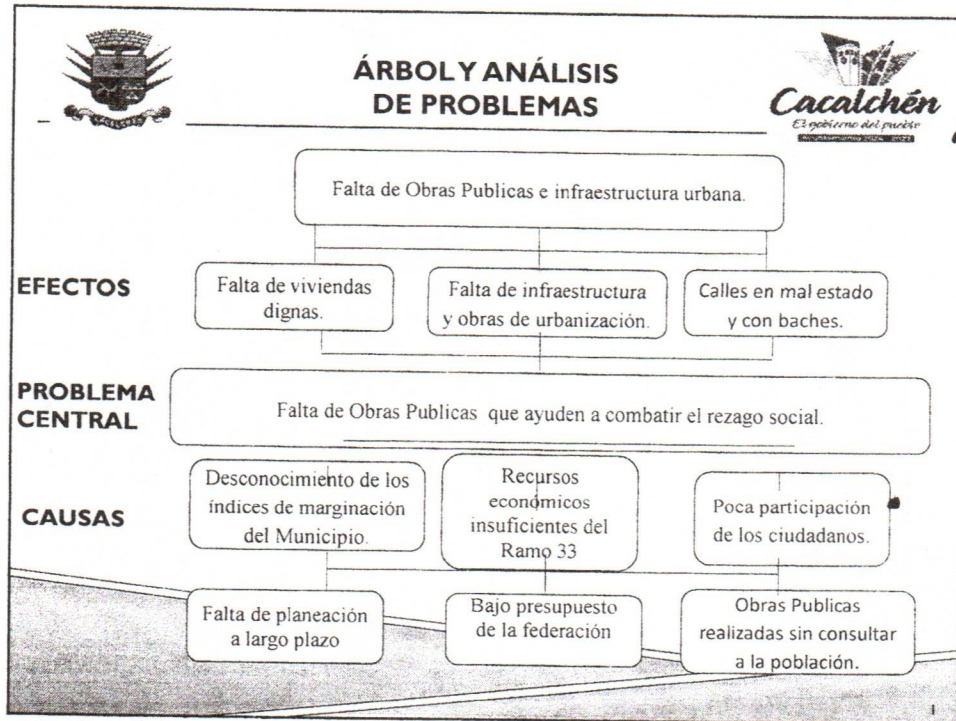 ÁRBOL Y ANÁLISIS
DE PROBLEMAS
Cacalchén
El gobierno del pueblo
Falta de Obras Publicas e infraestructura urbana.
EFECTOS
Falta de viviendas
dignas.
Falta de infraestructura
y obras de urbanización.
Calles en mal estado
y con baches.
PROBLEMA
CENTRAL
Falta de Obras Publicas que ayuden a combatir el rezago social.
CAUSAS
Desconocimiento de los
índices de marginación
del Municipio.
Recursos
económicos
insuficientes del
Ramo 33
Poca participación
de los ciudadanos.
Falta de planeación
a largo plazo
Bajo presupuesto
de la federación
Obras Publicas
realizadas sin consultar
a la población.
1